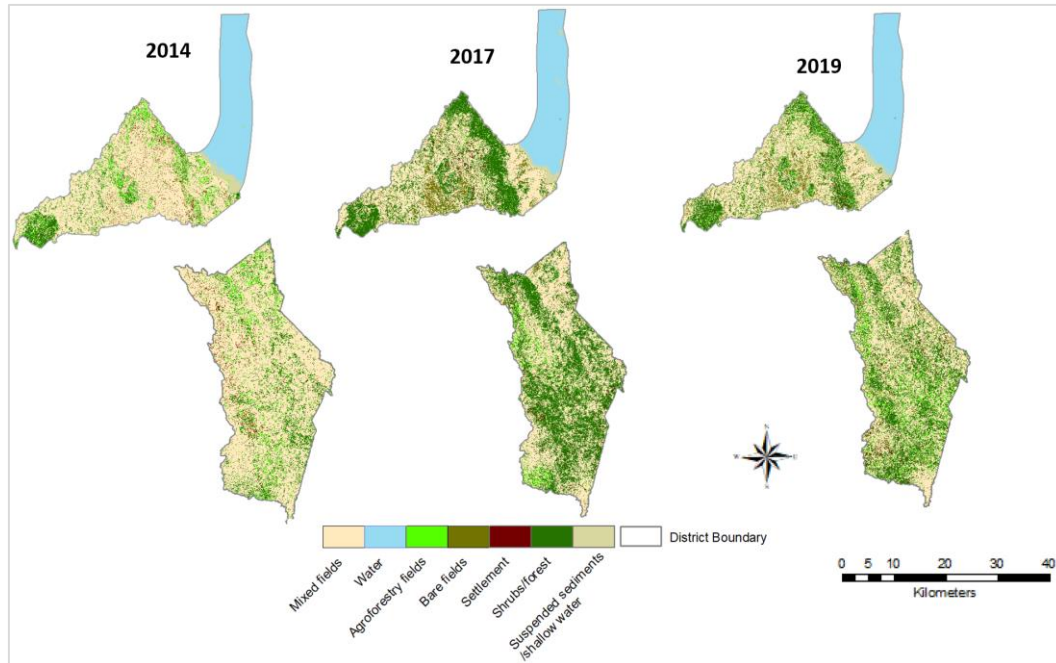 2014
2017
2019
N
W
S
Mixed fields
Water
Agroforestry fields
Bare fields
Settlement
Shrubs/forest
Suspended sediments
/shallow water
District Boundary
0 5 10 20 30 40
Kilometers